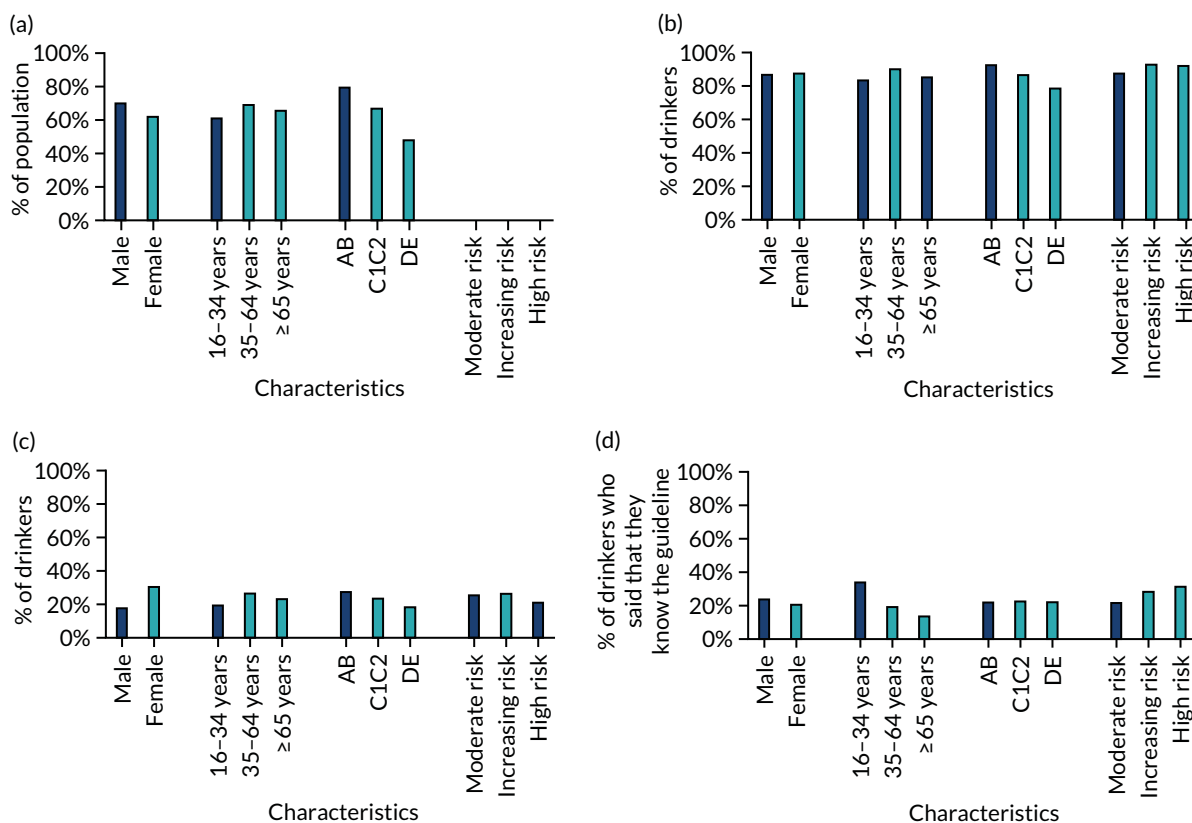 (a)
100%
80%
60%
40%
20%
0%
% of population
Male
Female
16–34 years
35–64 years
≥ 65 years
AB
C1C2
DE
Moderate risk
Increasing risk
High risk
Characteristics
(b)
100%
80%
60%
40%
20%
0%
% of drinkers
Male
Female
16–34 years
35–64 years
≥ 65 years
AB
C1C2
DE
Moderate risk
Increasing risk
High risk
Characteristics
(c)
100%
80%
60%
40%
20%
0%
% of drinkers
Male
Female
16–34 years
35–64 years
≥ 65 years
AB
C1C2
DE
Moderate risk
Increasing risk
High risk
Characteristics
(d)
100%
80%
60%
40%
20%
0%
% of drinkers who
said that they
know the guideline
Male
Female
16–34 years
35–64 years
≥ 65 years
AB
C1C2
DE
Moderate risk
Increasing risk
High risk
Characteristics